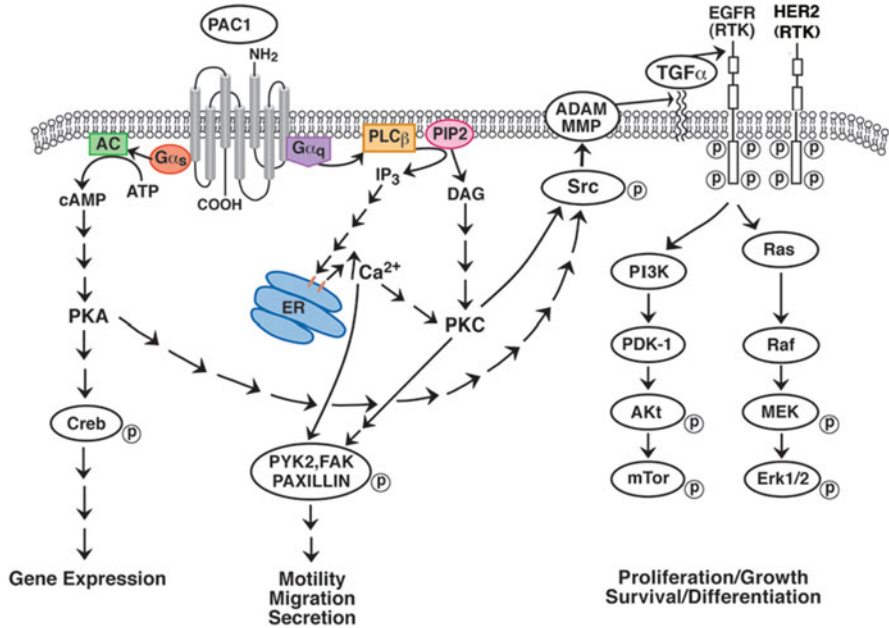 PAC1
NH2
EGFR
(RTK)
HER2
(RTK)
TGFα
ADAM
MMP
AC
Gαs
Gαq
PLCβ
PIP2
ATP
cAMP
COOH
IP3
DAG
Src
p
p
p
p
p
p
p
p
p
Ca2+
ER
PKA
PKC
PI3K
Ras
PDK-1
Raf
Creb
p
AKt
p
MEK
p
PYK2,FAK
PAXILLIN
p
mTor
p
Erk1/2
p
Gene Expression
Motility
Migration
Secretion
Proliferation/Growth
Survival/Differentiation